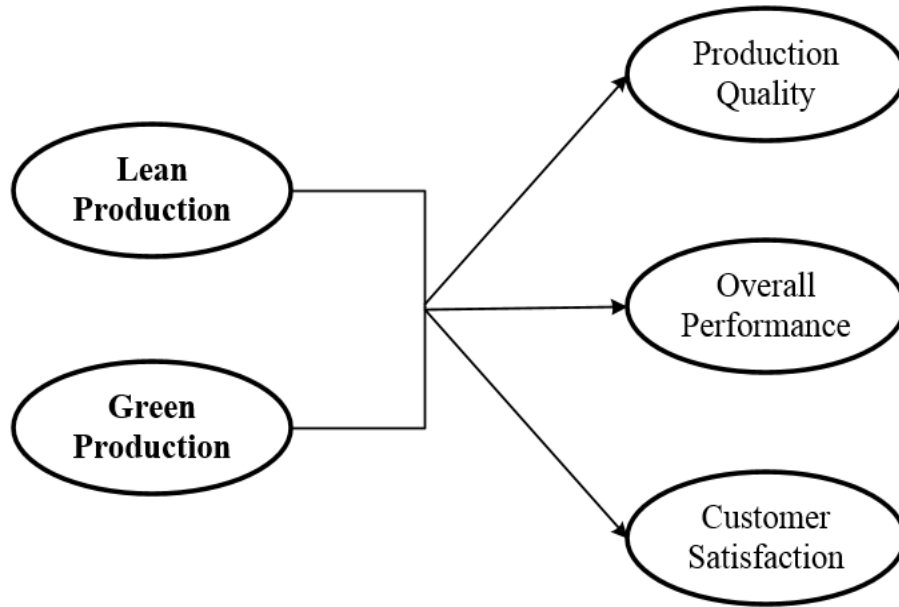 Lean
Production
Green
Production
Production
Quality
Overall
Performance
Customer
Satisfaction